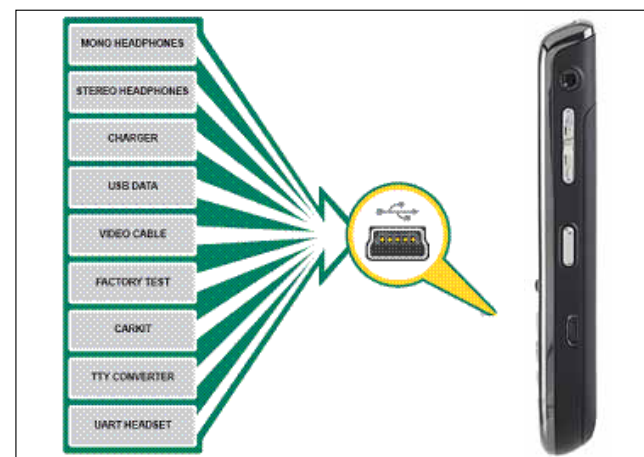 MONO HEADPHONES
STEREO HEADPHONES
CHARGER
USB DATA
VIDEO CABLE
FACTORY TEST
CARKIT
TTY CONVERTER
UART HEADSET